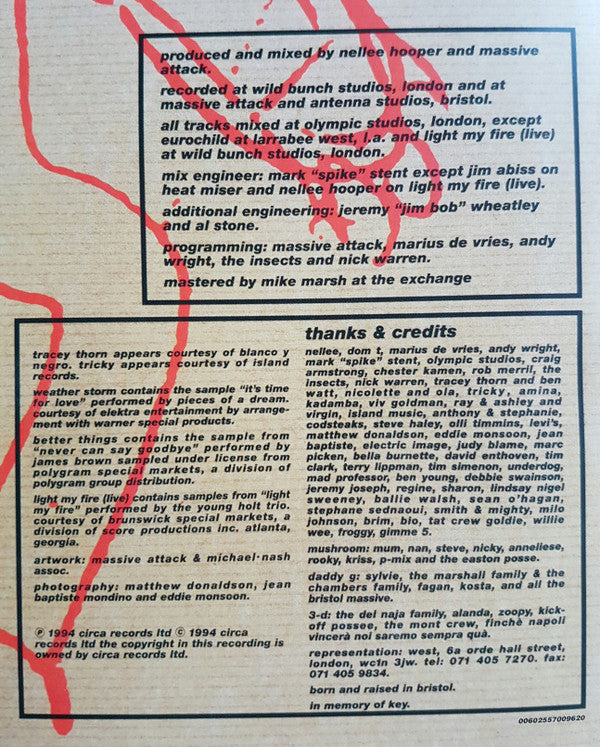 produced and mixed by nellee hooper and massive
attack.
recorded at wild bunch studios, london and at
massive attack and antenna studios, bristol.
all tracks mixed at olympic studios, london, except
eurochild at larrabee west, l.a. and light my fire (live)
at wild bunch studios, london.
mix engineer: mark "spike" stent except jim abiss on
heat miser and nellee hooper on light my fire (live).
additional engineering: jeremy "jim bob" wheatley
and al stone.
programming: massive attack, marius de vries, andy
wright, the insects and nick warren.
mastered by mike marsh at the exchange
tracey thorn appears courtesy of blanco y
negro. tricky appears courtesy of island
records.
weather storm contains the sample "it's time
for love" performed by pieces of a dream.
courtesy of elektra entertainment by arrange-
ment with warner special products.
better things contains the sample from
"never can say goodbye" performed by
james brown sampled under license from
polygram special markets, a division of
polygram group distribution.
light my fire (live) contains samples from "light
my fire" performed by the young holt trio.
courtesy of brunswick special markets, a
division of score productions inc. atlanta,
georgia.
artwork: massive attack & michael-nash
assoc.
photography: matthew donaldson, jean
baptiste mondino and eddie monsoon.
℗ 1994 circa records ltd © 1994 circa
records ltd the copyright in this recording is
owned by circa records ltd.
thanks & credits
nellee, dom t, marius de vries, andy wright,
mark "spike" stent, olympic studios, craig
armstrong, chester kamen, rob merril, the
insects, nick warren, tracey thorn and ben
watt, nicolette and ola, tricky, amina,
kadamba, viv goldman, ray & ashley and
virgin, island music, anthony & stephanie,
codsteaks, steve haley, olli timmins, levi's,
matthew donaldson, eddie monsoon, jean
baptiste, electric image, judy blame, marc
picken, bella burnette, david enthoven, tim
clark, terry lippman, tim simenon, underdog,
mad professor, ben young, debbie swainson,
jeremy joseph, regine, sharon, lindsay nigel
sweeney, ballie walsh, sean o'hagan,
stephane sednaoui, smith & mighty, milo
johnson, brim, bio, tat crew goldie, willie
wee, froggy, gimme 5.
mushroom: mum, nan, steve, nicky, anneliese,
rooky, kriss, p-mix and the easton posse.
daddy g: sylvie, the marshall family & the
chambers family, fagan, kosta, and all the
bristol massive.
3-d: the del naja family, alanda, zoopy, kick-
off possee, the mont crew, finchè napoli
vincerà noi saremo sempra quà.
representation: west, 6a orde hall street,
london, wc1n 3jw. tel: 071 405 7270. fax:
071 405 9834.
born and raised in bristol.
in memory of key.
00602557009620